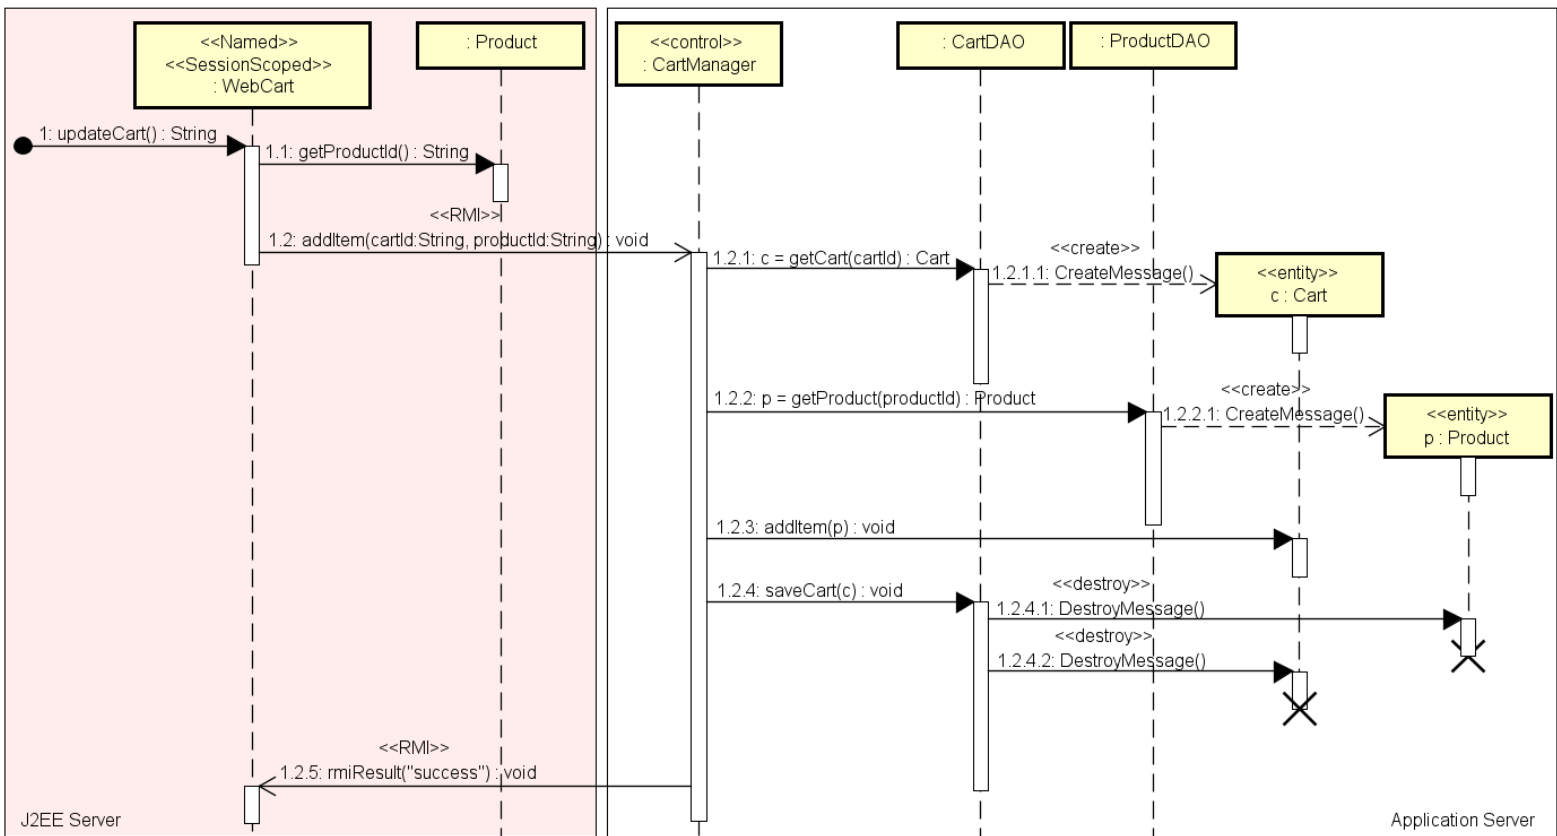 <<Named>>
<<SessionScoped>>
: WebCart
: Product
<<control>>
: CartManager
: CartDAO
: ProductDAO
1: updateCart() : String
1.1: getProductId() : String
<<RMI>>
1.2: addItem(cartId:String, productId:String) : void
1.2.1: c = getCart(cartId) : Cart
<<create>>
1.2.1.1: CreateMessage()
<<entity>>
c : Cart
1.2.2: p = getProduct(productId) : Product
<<create>>
1.2.2.1: CreateMessage()
<<entity>>
p : Product
1.2.3: addItem(p) : void
1.2.4: saveCart(c) : void
<<destroy>>
1.2.4.1: DestroyMessage()
<<destroy>>
1.2.4.2: DestroyMessage()
<<RMI>>
1.2.5: rmiResult("success") : void
J2EE Server
Application Server